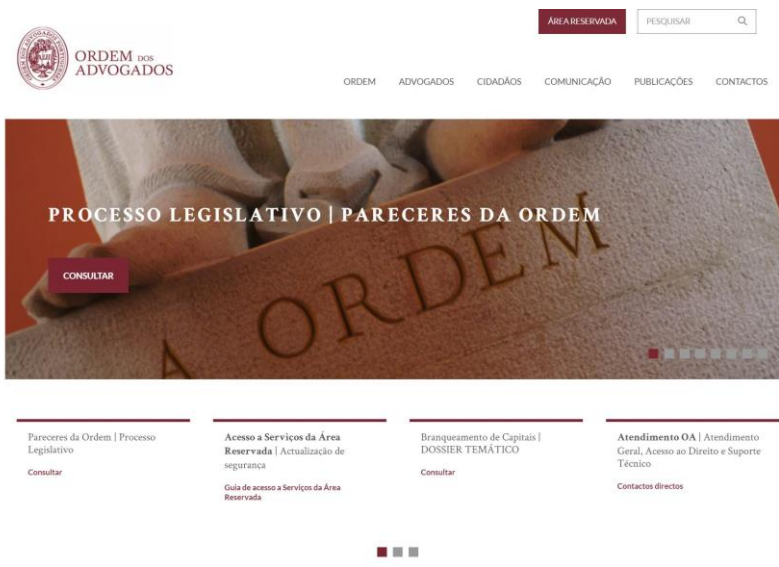 ÁREA RESERVADA
PESQUISAR
ORDEM DOS
ADVOGADOS
ORDEM ADVOGADOS CIDADÃOS COMUNICAÇÃO PUBLICAÇÕES CONTACTOS
PROCESSO LEGISLATIVO | PARECERES DA ORDEM
CONSULTAR
A ORDEM
Pareceres da Ordem | Processo
Legislativo
Consultar
Acesso a Serviços da Área
Reservada | Actualização de
segurança
Guia de acesso a Serviços da Área
Reservada
Branqueamento de Capitais |
DOSSIER TEMÁTICO
Consultar
Atendimento OA | Atendimento
Geral, Acesso ao Direito e Suporte
Técnico
Contactos directos